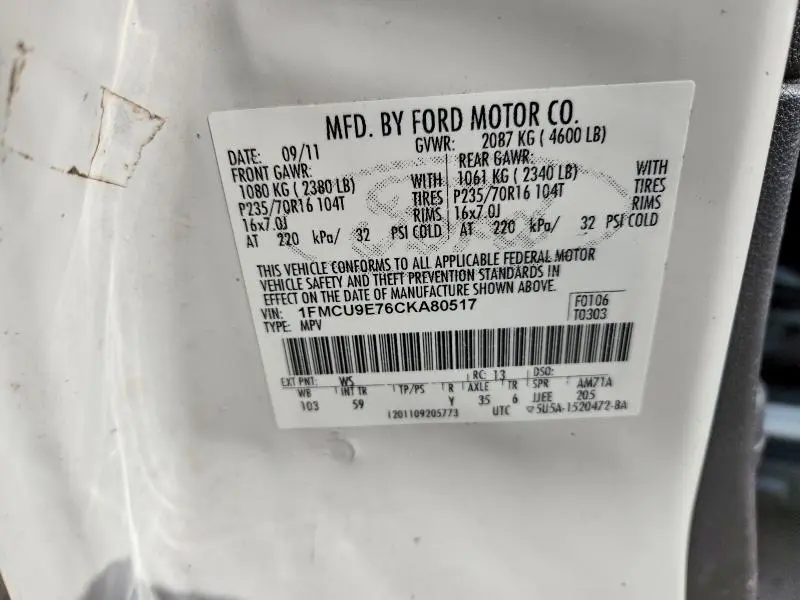 MFD. BY FORD MOTOR CO.
DATE: 09/11 GVWR: 2087 KG ( 4600 LB)
FRONT GAWR: REAR GAWR:
1080 KG ( 2380 LB) WITH 1061 KG ( 2340 LB) WITH
P235/70R16 104T TIRES P235/70R16 104T TIRES
16x7.0J RIMS 16x7.0J RIMS
AT 220 kPa/ 32 PSI COLD AT 220 kPa/ 32 PSI COLD
THIS VEHICLE CONFORMS TO ALL APPLICABLE FEDERAL MOTOR
VEHICLE SAFETY AND THEFT PREVENTION STANDARDS IN
EFFECT ON THE DATE OF MANUFACTURE SHOWN ABOVE.
VIN: 1FMCU9E76CKA80517 F0106
TYPE: MPV T0303
EXT PNT: WS RC: 13 DSO:
WB INT TR TP/PS R AXLE TR SPR AM71A
103 59 Y 35 6 JJEE 205
1201109205773 UTC 5U5A-1520472-BA